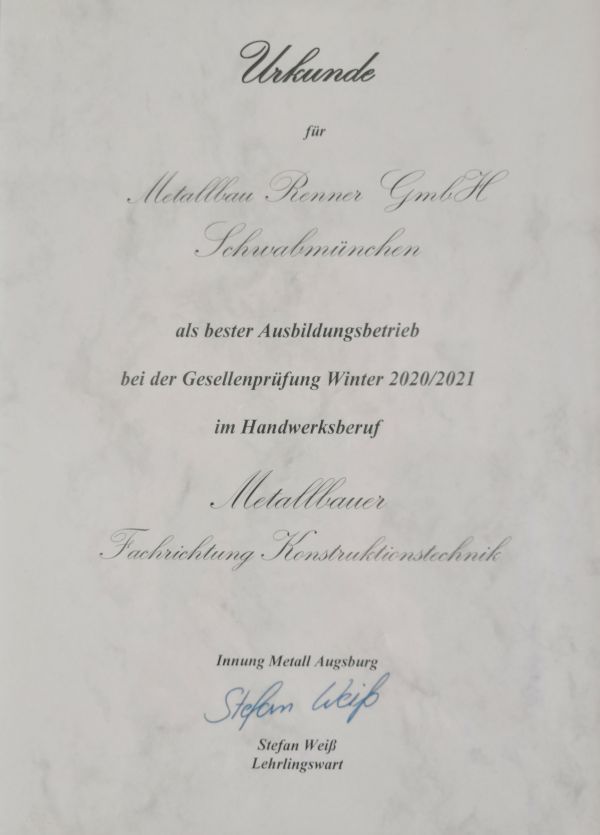 Urkunde
für
Metallbau Renner GmbH
Schwabmünchen
als bester Ausbildungsbetrieb
bei der Gesellenprüfung Winter 2020/2021
im Handwerksberuf
Metallbauer
Fachrichtung Konstruktionstechnik
Innung Metall Augsburg
Stefan Weiß
Stefan Weiß
Lehrlingswart